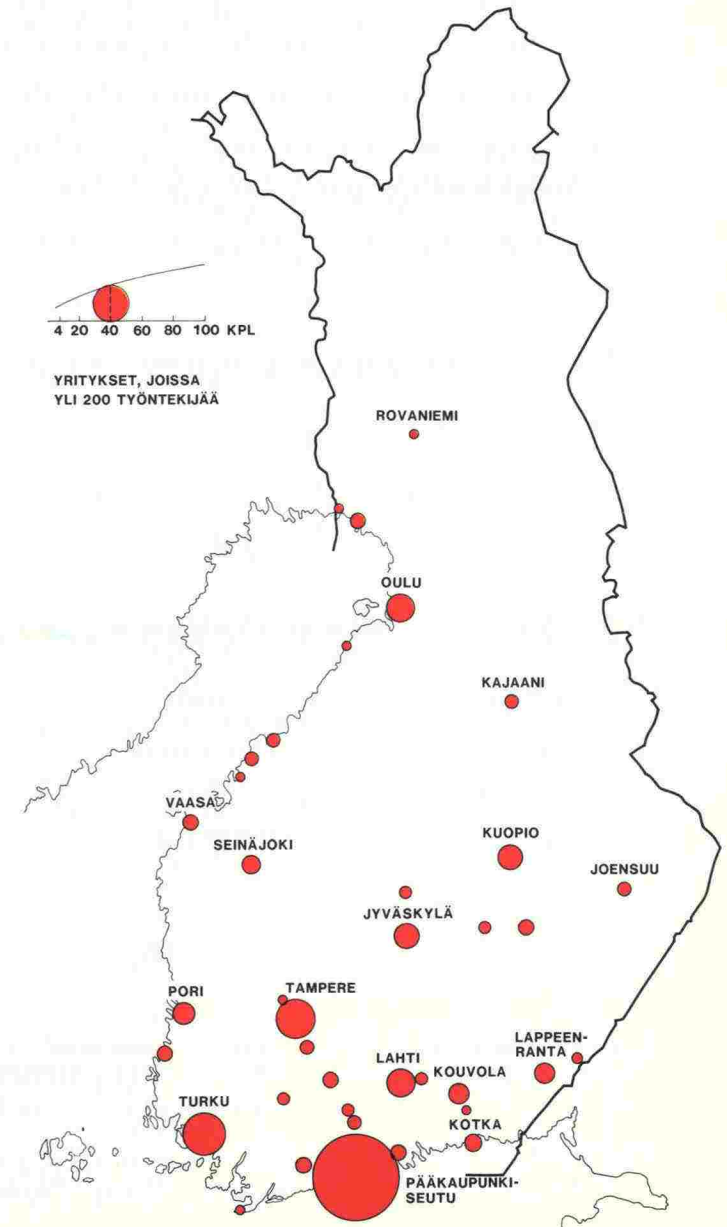 4 20 40 60 80 100 KPL
YRITYKSET, JOISSA
YLI 200 TYÖNTEKIJÄÄ
ROVANIEMI
OULU
KAJAANI
VAASA
SEINÄJOKI
KUOPIO
JOENSUU
JYVÄSKYLÄ
PORI
TAMPERE
LAPPEEN-
RANTA
LAHTI
KOUVOLA
TURKU
KOTKA
PÄÄKAUPUNKI-
SEUTU